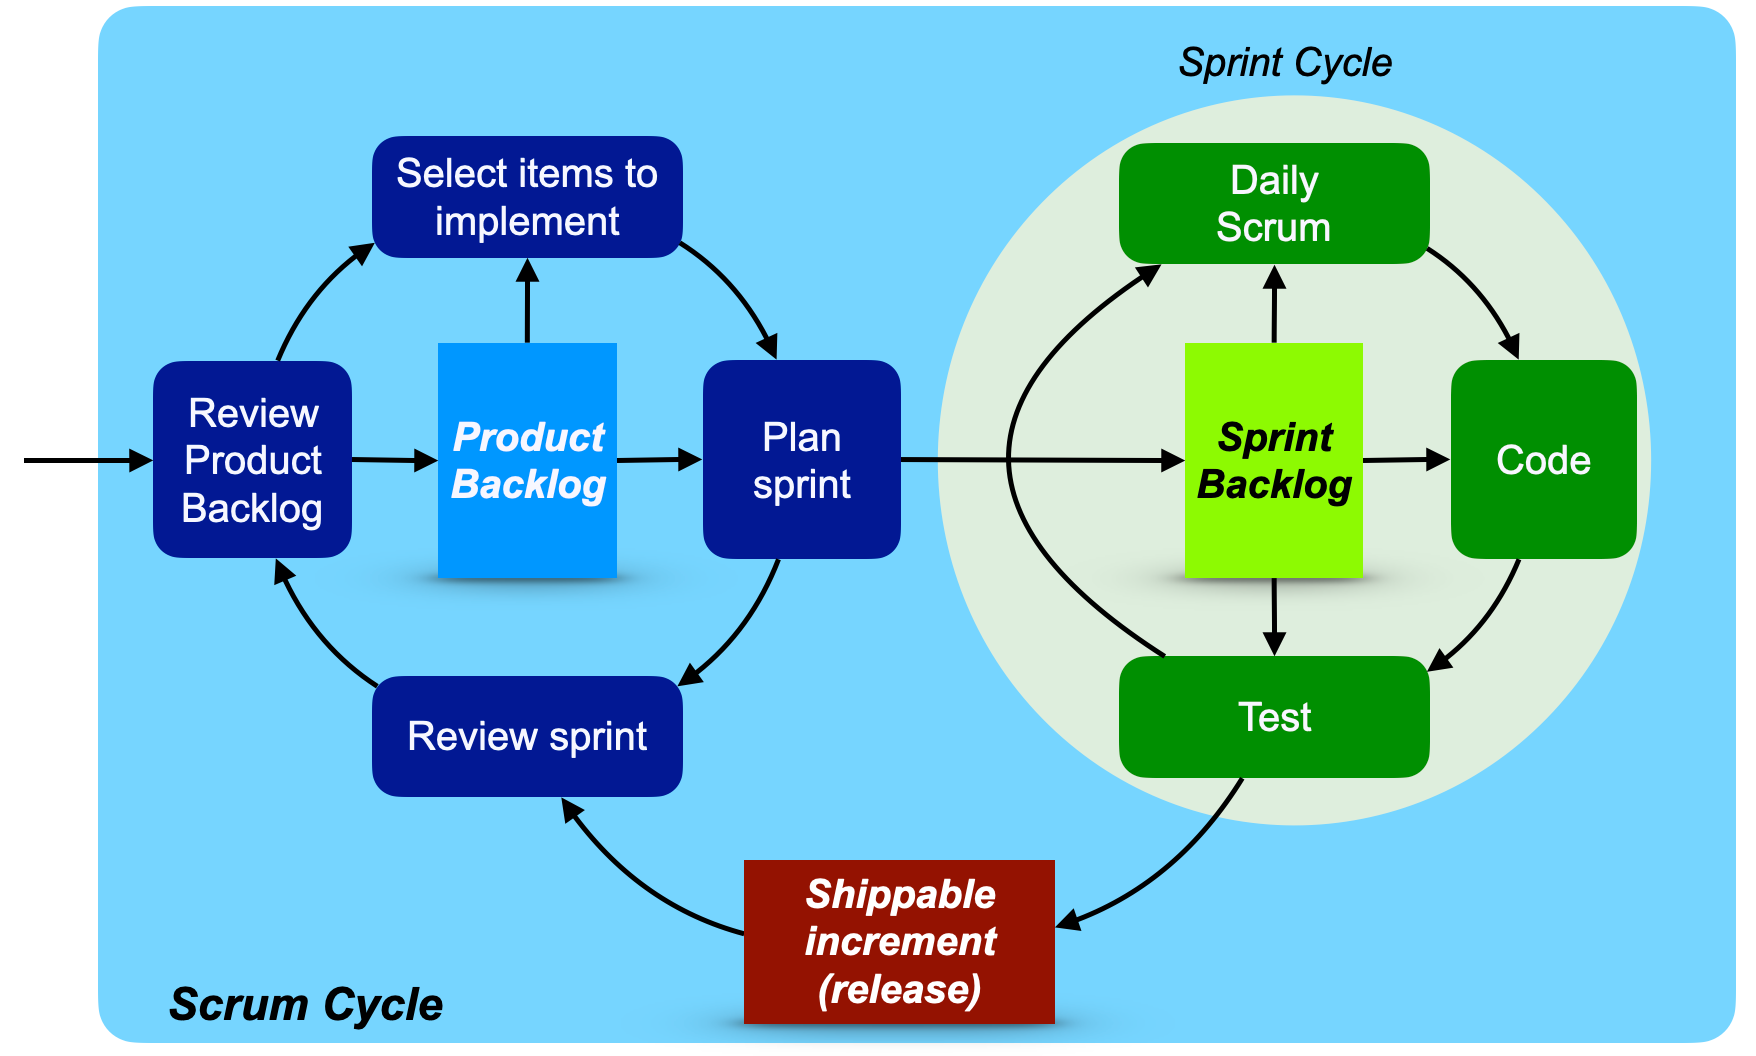 Sprint Cycle
Select items to
implement
Daily
Scrum
Review
Product
Backlog
Product
Backlog
Plan
sprint
Sprint
Backlog
Code
Review sprint
Test
Shippable
increment
(release)
Scrum Cycle